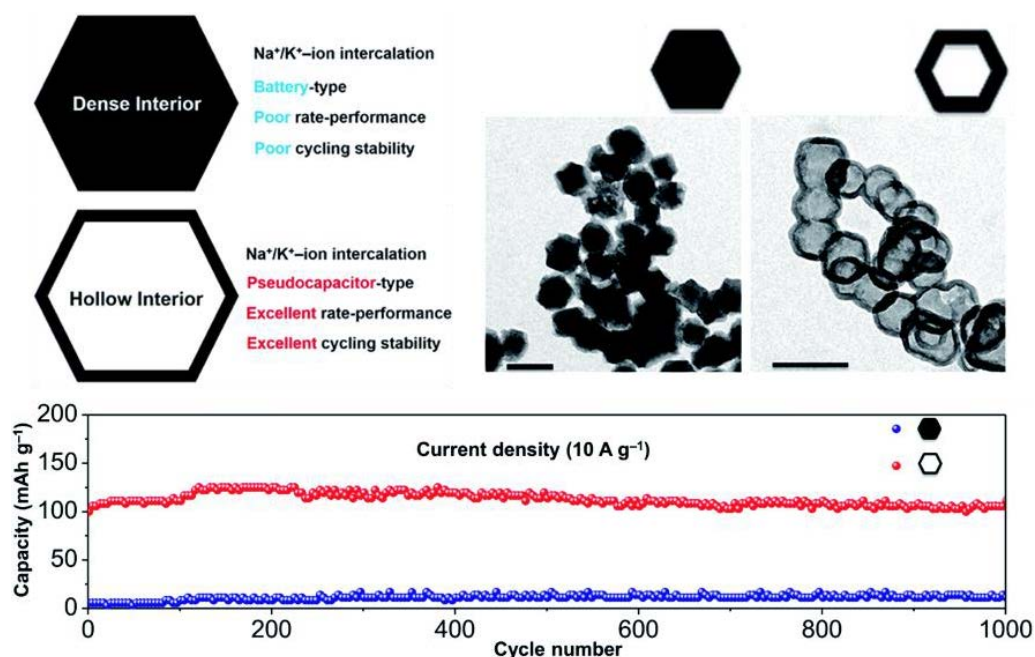 Dense Interior
Na⁺/K⁺–ion intercalation
Battery-type
Poor rate-performance
Poor cycling stability
Hollow Interior
Na⁺/K⁺–ion intercalation
Pseudocapacitor-type
Excellent rate-performance
Excellent cycling stability
Current density (10 A g⁻¹)
Capacity (mAh g⁻¹)
200
150
100
50
0
0 200 400 600 800 1000
Cycle number